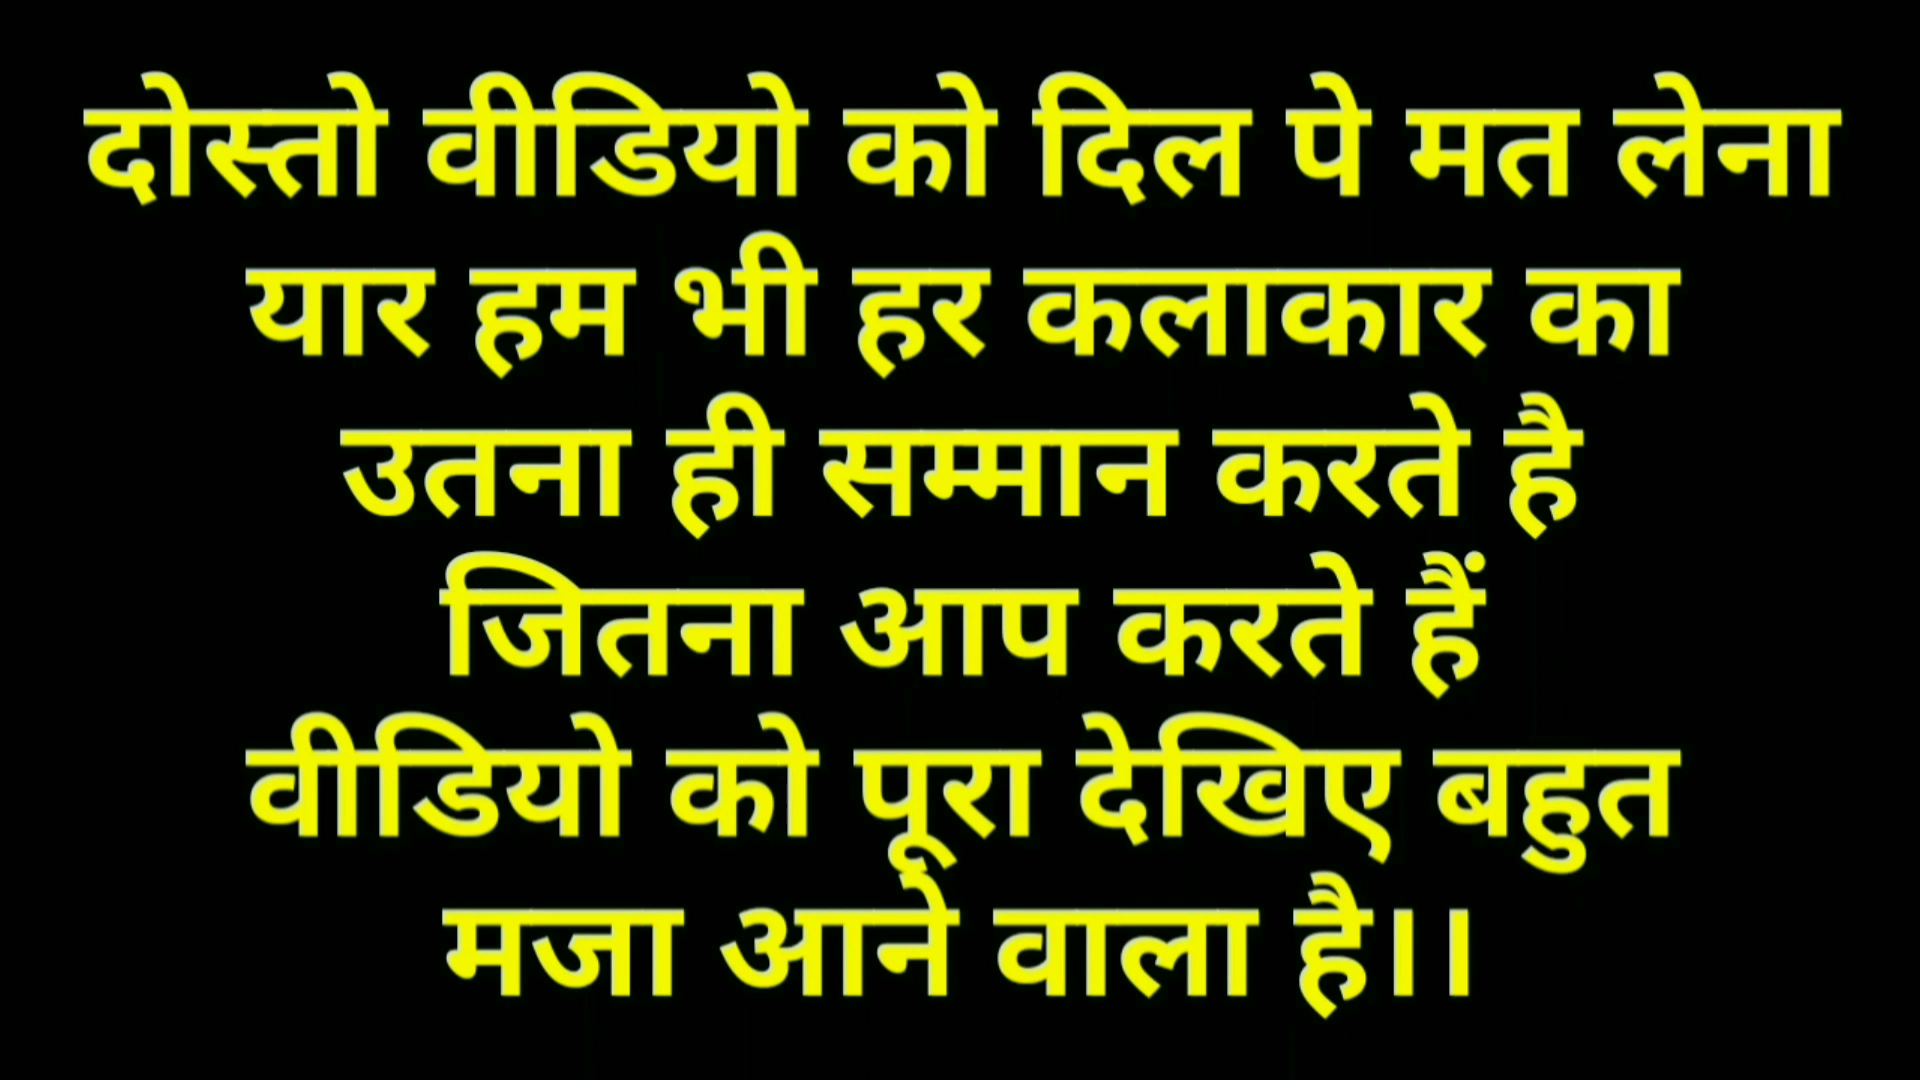 दोस्तो वीडियो को दिल पे मत लेना
यार हम भी हर कलाकार का
उतना ही सम्मान करते है
जितना आप करते हैं
वीडियो को पूरा देखिए बहुत
मजा आने वाला है।।